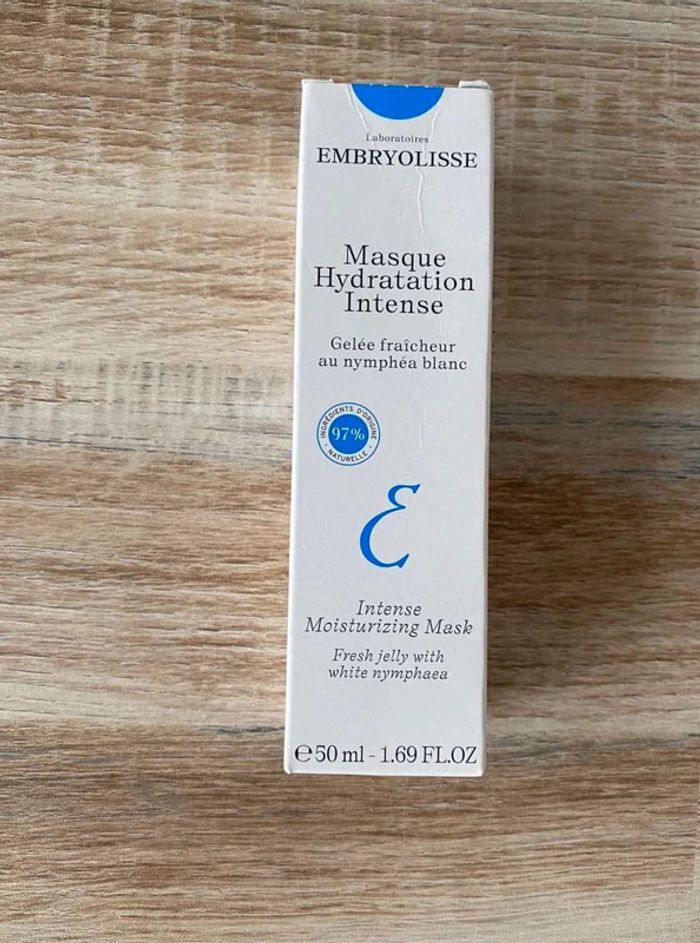 Laboratoires
EMBRYOLISSE
Masque
Hydratation
Intense
Gelée fraîcheur
au nymphéa blanc
INGRÉDIENTS D'ORIGINE
97%
NATURELLE
Intense
Moisturizing Mask
Fresh jelly with
white nymphaea
℮50 ml - 1.69 FL.OZ